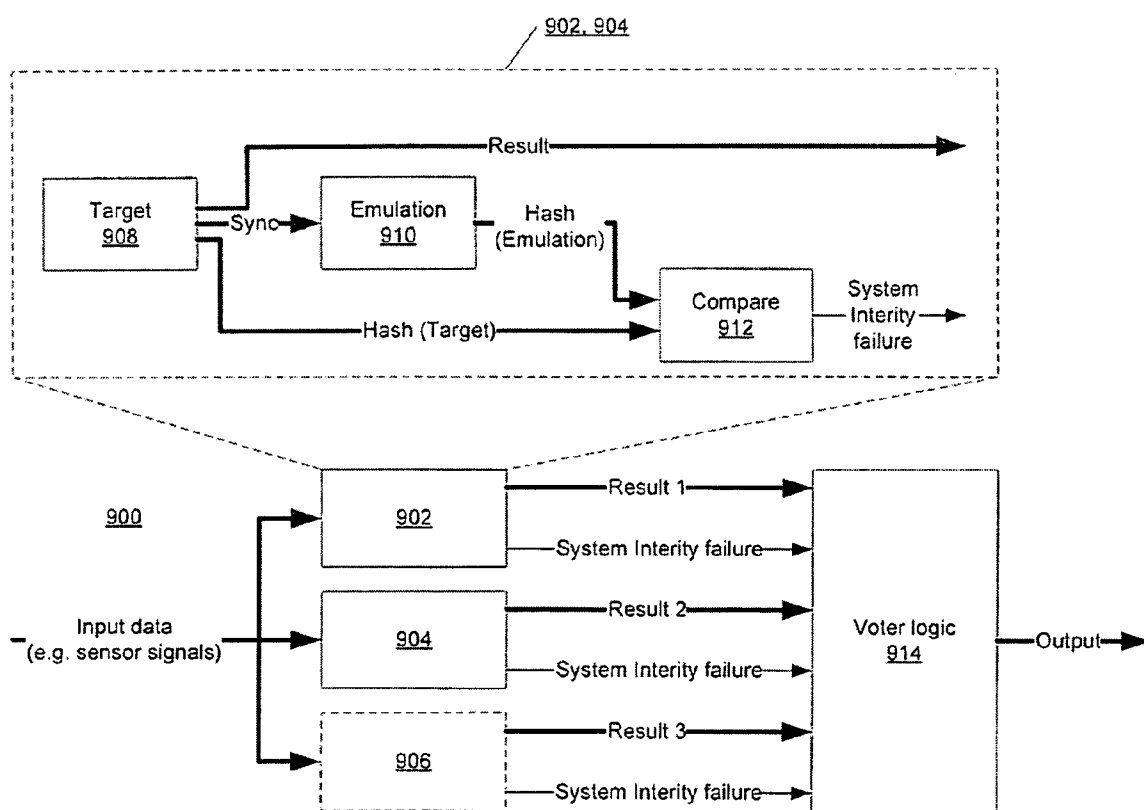 902, 904
Result
Target
908
Sync
Emulation
910
Hash
(Emulation)
Hash (Target)
Compare
912
System
Interity
failure
900
Input data
(e.g. sensor signals)
902
Result 1
System Interity failure
904
Result 2
System Interity failure
906
Result 3
System Interity failure
Voter logic
914
Output